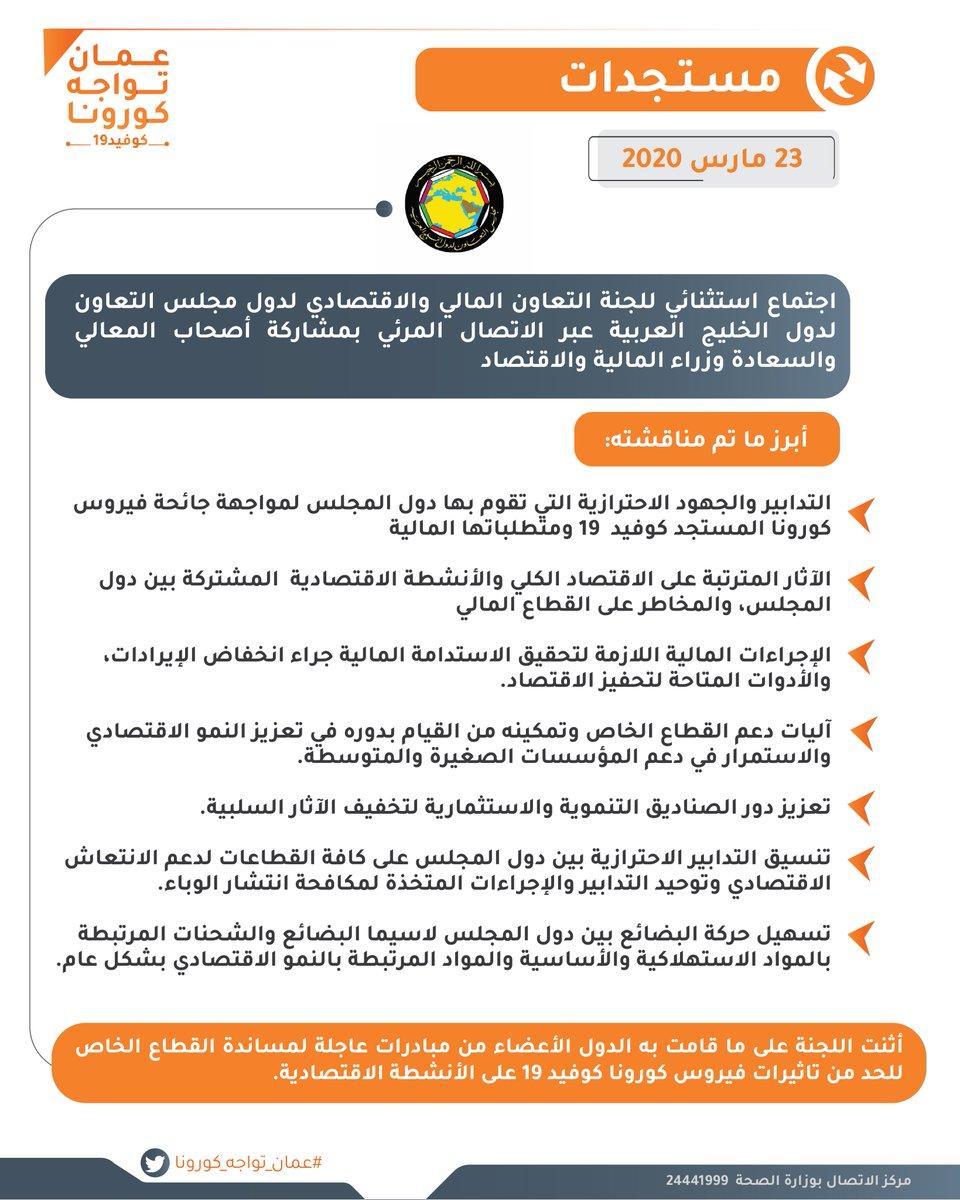 عمان
تواجه
كورونا
كوفيد19
مستجدات
23 مارس 2020
اجتماع استثنائي للجنة التعاون المالي والاقتصادي لدول مجلس التعاون
لدول الخليج العربية عبر الاتصال المرئي بمشاركة أصحاب المعالي
والسعادة وزراء المالية والاقتصاد
أبرز ما تم مناقشته:
التدابير والجهود الاحترازية التي تقوم بها دول المجلس لمواجهة جائحة فيروس
كورونا المستجد كوفيد 19 ومتطلباتها المالية
الآثار المترتبة على الاقتصاد الكلي والأنشطة الاقتصادية المشتركة بين دول
المجلس، والمخاطر على القطاع المالي
الإجراءات المالية اللازمة لتحقيق الاستدامة المالية جراء انخفاض الإيرادات،
والأدوات المتاحة لتحفيز الاقتصاد.
آليات دعم القطاع الخاص وتمكينه من القيام بدوره في تعزيز النمو الاقتصادي
والاستمرار في دعم المؤسسات الصغيرة والمتوسطة.
تعزيز دور الصناديق التنموية والاستثمارية لتخفيف الآثار السلبية.
تنسيق التدابير الاحترازية بين دول المجلس على كافة القطاعات لدعم الانتعاش
الاقتصادي وتوحيد التدابير والإجراءات المتخذة لمكافحة انتشار الوباء.
تسهيل حركة البضائع بين دول المجلس لاسيما البضائع والشحنات المرتبطة
بالمواد الاستهلاكية والأساسية والمواد المرتبطة بالنمو الاقتصادي بشكل عام.
أثنت اللجنة على ما قامت به الدول الأعضاء من مبادرات عاجلة لمساندة القطاع الخاص
للحد من تاثيرات فيروس كورونا كوفيد 19 على الأنشطة الاقتصادية.
#عمان_تواجه_كورونا
مركز الاتصال بوزارة الصحة 24441999